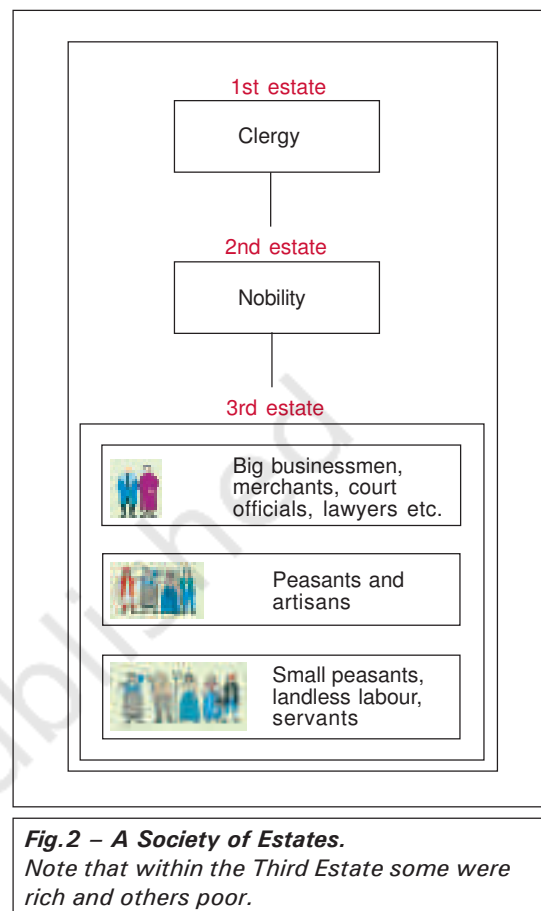 1st estate
Clergy
2nd estate
Nobility
3rd estate
Big businessmen,
merchants, court
officials, lawyers etc.
Peasants and
artisans
Small peasants,
landless labour,
servants
Fig.2 – A Society of Estates.
Note that within the Third Estate some were
rich and others poor.